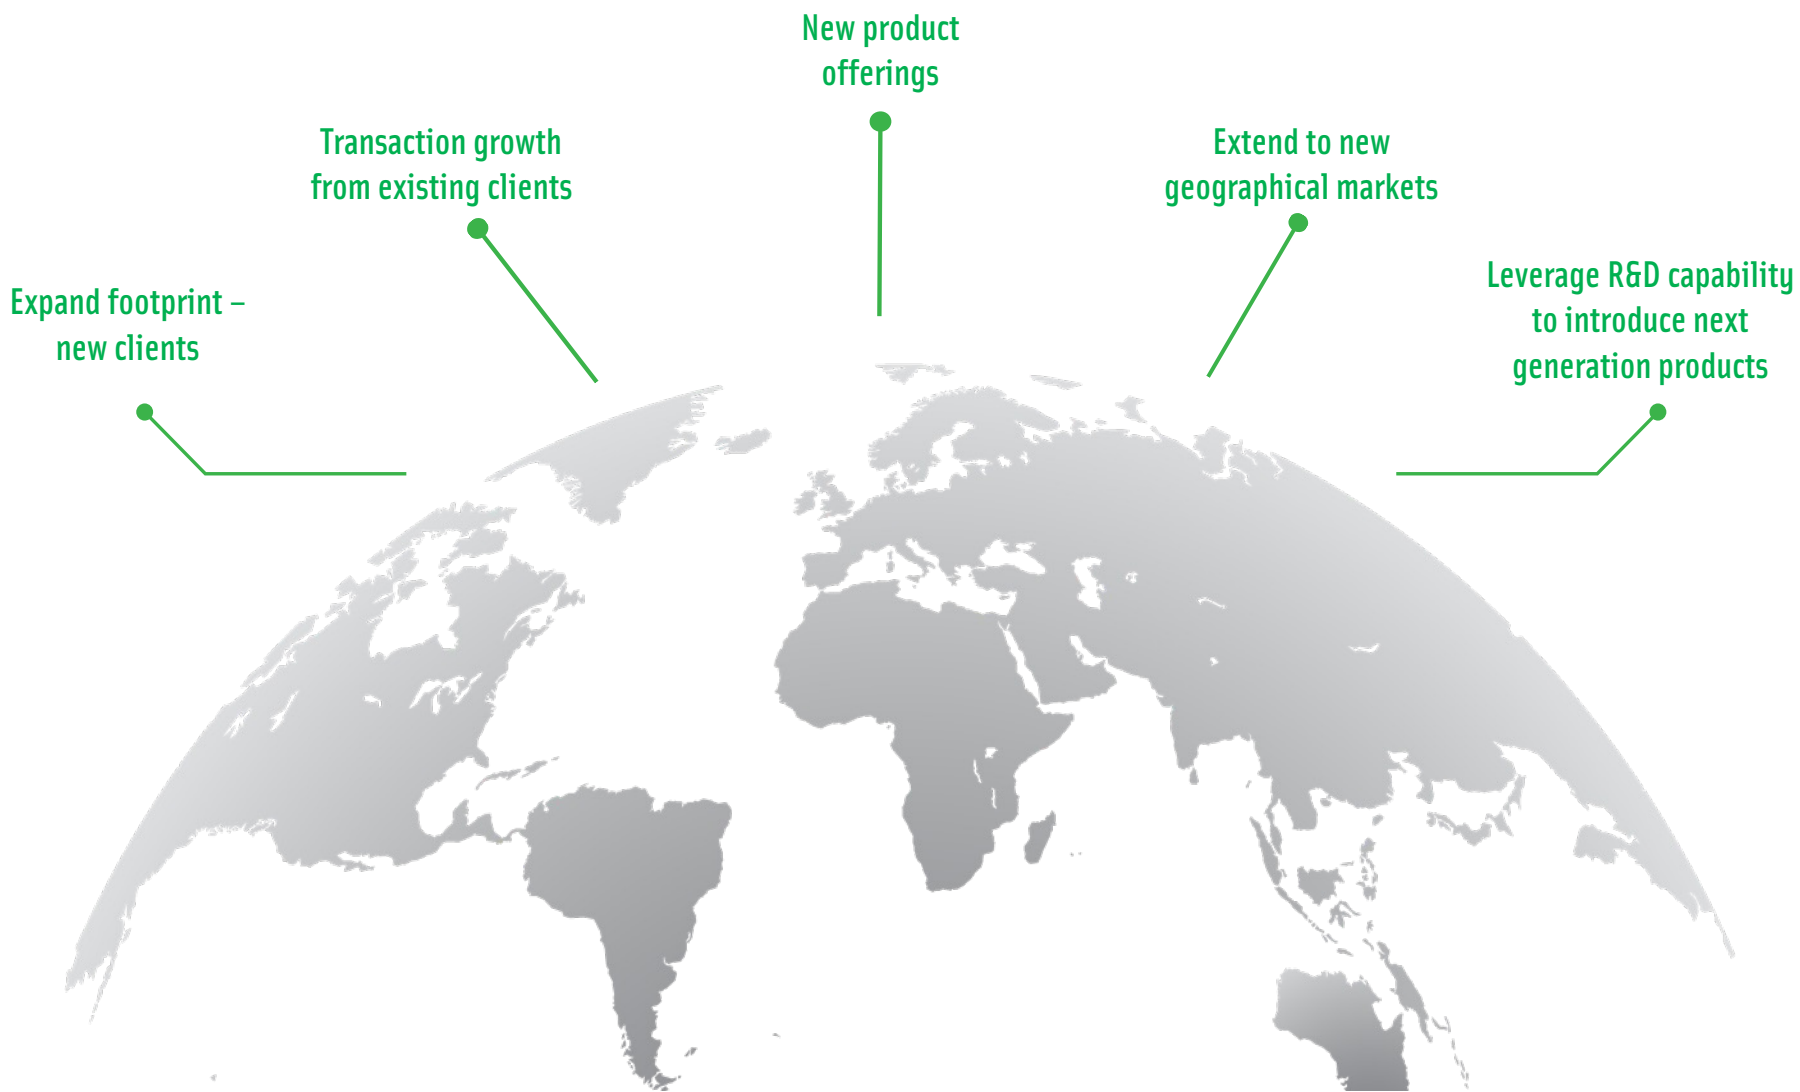 New product
offerings
Transaction growth
from existing clients
Extend to new
geographical markets
Expand footprint –
new clients
Leverage R&D capability
to introduce next
generation products